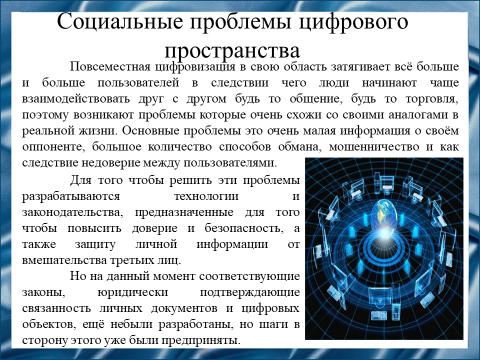 Социальные проблемы цифрового
пространства
Повсеместная цифровизация в свою область затягивает всё больше
и больше пользователей в следствии чего люди начинают чаще
взаимодействовать друг с другом будь то общение, будь то торговля,
поэтому возникают проблемы которые очень схожи со своими аналогами в
реальной жизни. Основные проблемы это очень малая информация о своём
оппоненте, большое количество способов обмана, мошенничество и как
следствие недоверие между пользователями.
Для того чтобы решить эти проблемы
разрабатываются технологии и
законодательства, предназначенные для того
чтобы повысить доверие и безопасность, а
также защиту личной информации от
вмешательства третьих лиц.
Но на данный момент соответствующие
законы, юридически подтверждающие
связанность личных документов и цифровых
объектов, ещё небыли разработаны, но шаги в
сторону этого уже были предприняты.